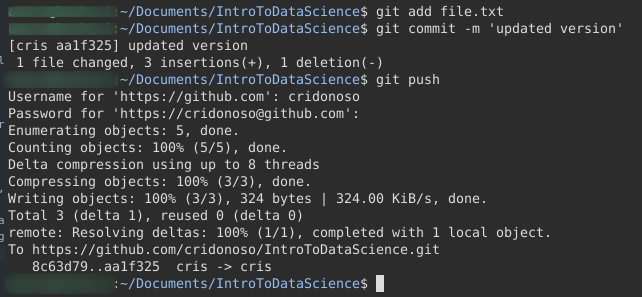 ~/Documents/IntroToDataScience$ git add file.txt
~/Documents/IntroToDataScience$ git commit -m 'updated version'
[cris aa1f325] updated version
 1 file changed, 3 insertions(+), 1 deletion(-)
~/Documents/IntroToDataScience$ git push
Username for 'https://github.com': cridonoso
Password for 'https://cridonoso@github.com':
Enumerating objects: 5, done.
Counting objects: 100% (5/5), done.
Delta compression using up to 8 threads
Compressing objects: 100% (3/3), done.
Writing objects: 100% (3/3), 324 bytes | 324.00 KiB/s, done.
Total 3 (delta 1), reused 0 (delta 0)
remote: Resolving deltas: 100% (1/1), completed with 1 local object.
To https://github.com/cridonoso/IntroToDataScience.git
   8c63d79..aa1f325  cris -> cris
:~/Documents/IntroToDataScience$